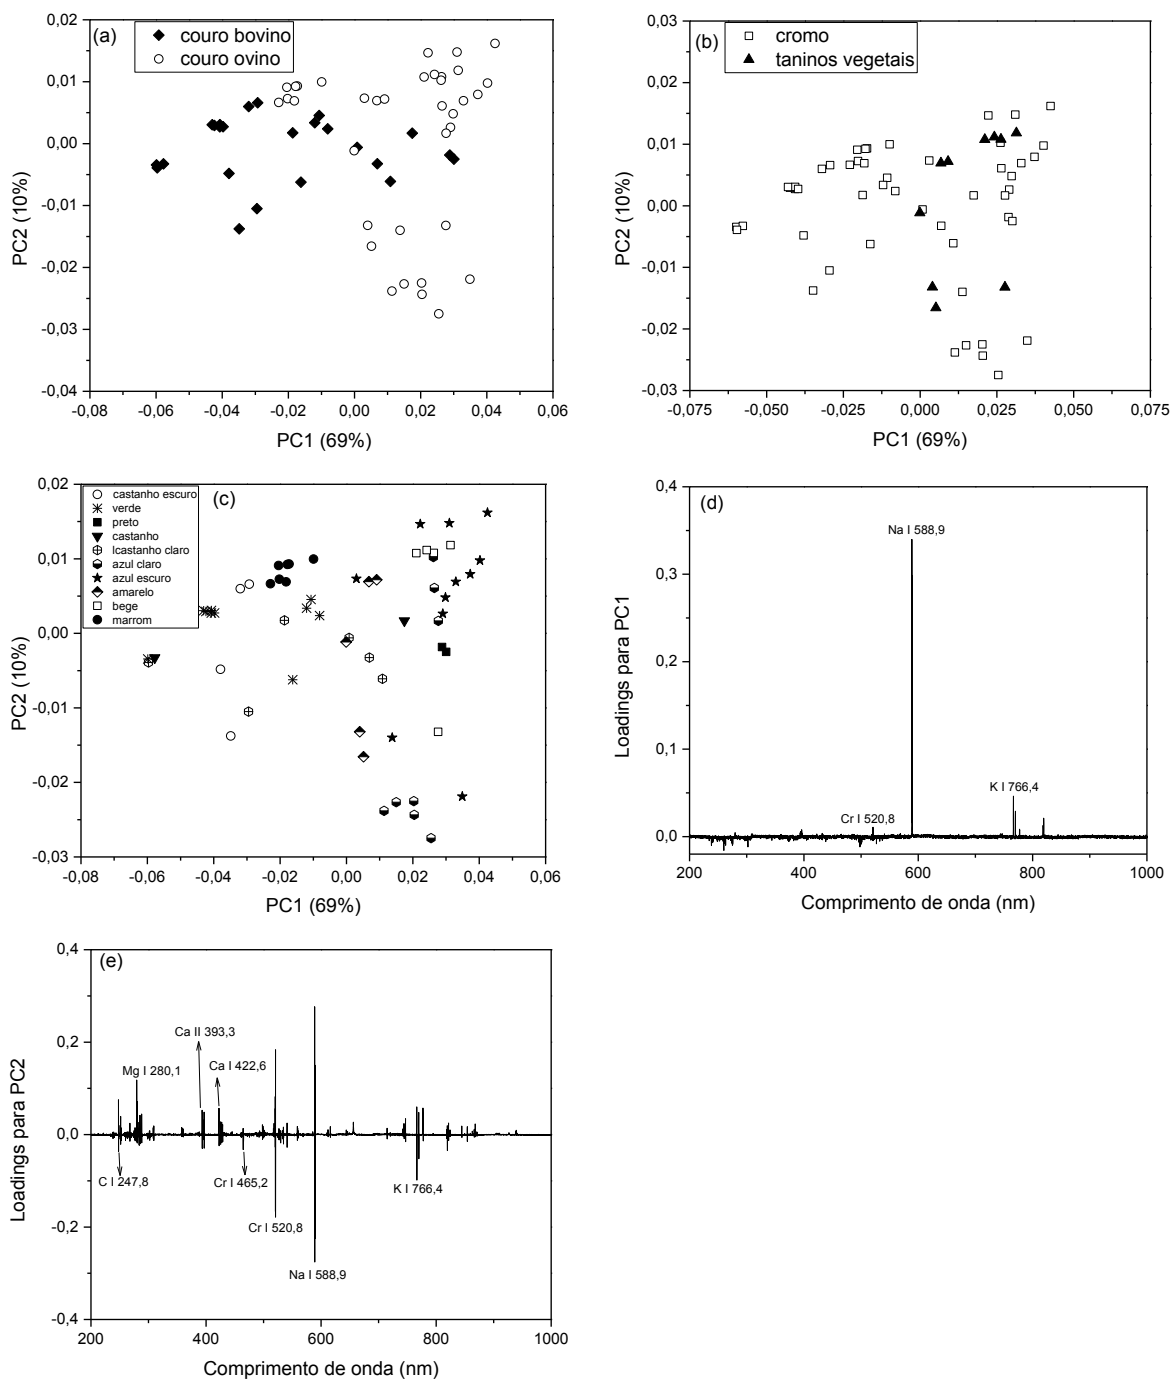 (a)
couro bovino
couro ovino
0,02
0,01
0,00
-0,01
-0,02
-0,03
-0,04
PC2 (10%)
-0,08 -0,06 -0,04 -0,02 0,00 0,02 0,04 0,06
PC1 (69%)
(b)
cromo
taninos vegetais
0,03
0,02
0,01
0,00
-0,01
-0,02
-0,03
PC2 (10%)
-0,075 -0,050 -0,025 0,000 0,025 0,050 0,075
PC1 (69%)
(c)
castanho escuro
verde
preto
castanho
lcastanho claro
azul claro
azul escuro
amarelo
bege
marrom
0,02
0,01
0,00
-0,01
-0,02
-0,03
PC2 (10%)
-0,08 -0,06 -0,04 -0,02 0,00 0,02 0,04 0,06
PC1 (69%)
(d)
0,4
0,3
0,2
0,1
0,0
Loadings para PC1
Na I 588,9
K I 766,4
Cr I 520,8
200 400 600 800 1000
Comprimento de onda (nm)
(e)
0,4
0,2
0,0
-0,2
-0,4
Loadings para PC2
Ca II 393,3
Ca I 422,6
Mg I 280,1
C I 247,8
Cr I 465,2
K I 766,4
Cr I 520,8
Na I 588,9
200 400 600 800 1000
Comprimento de onda (nm)